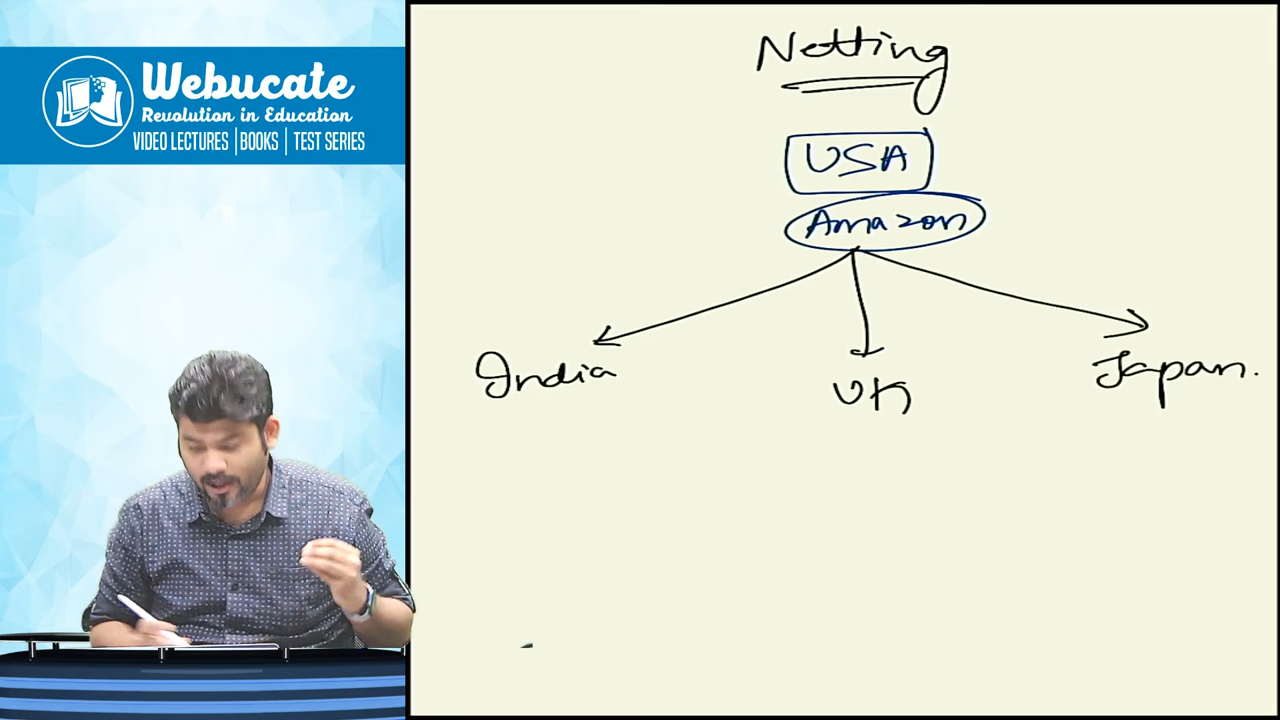 Webucate
Revolution in Education
VIDEO LECTURES | BOOKS | TEST SERIES
Netting
USA
Amazon
India
UK
Japan.